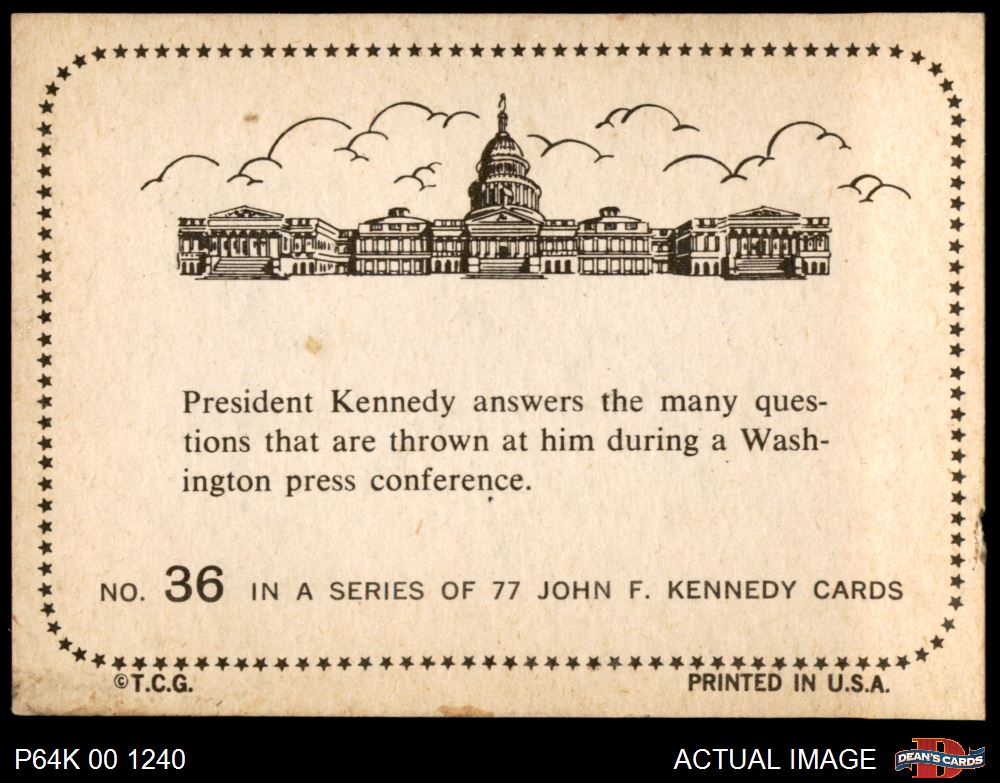 President Kennedy answers the many ques-
tions that are thrown at him during a Wash-
ington press conference.
NO. 36 IN A SERIES OF 77 JOHN F. KENNEDY CARDS
©T.C.G.
PRINTED IN U.S.A.
P64K 00 1240
ACTUAL IMAGE
D
DEAN'S CARDS